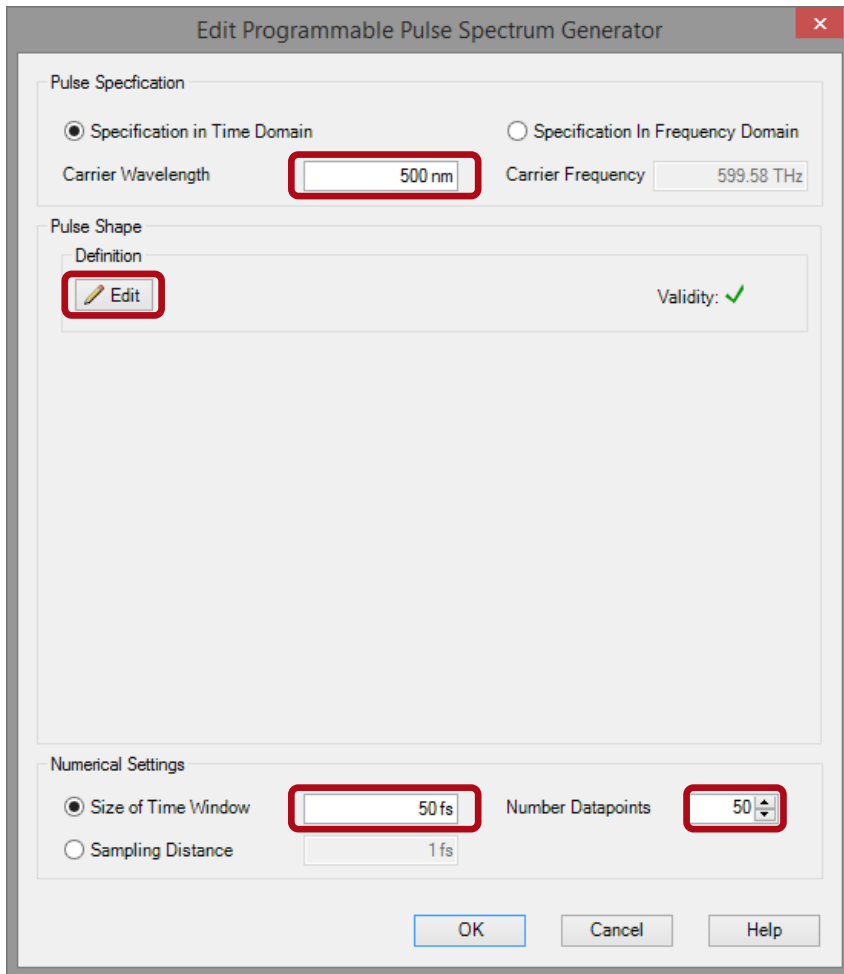 Edit Programmable Pulse Spectrum Generator
Pulse Specfication
Specification in Time Domain
Specification In Frequency Domain
Carrier Wavelength
500 nm
Carrier Frequency
599.58 THz
Pulse Shape
Definition
Edit
Validity:
Numerical Settings
Size of Time Window
50 fs
Number Datapoints
50
Sampling Distance
1 fs
OK
Cancel
Help